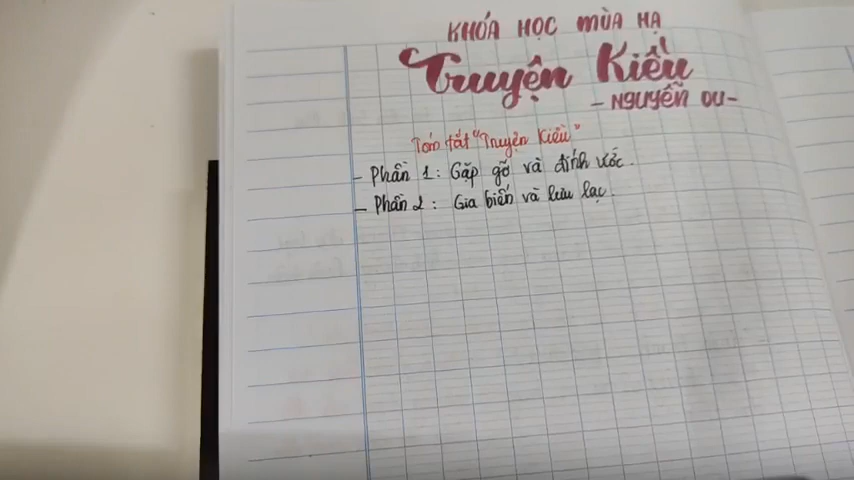 KHÓA HỌC MÙA HẠ
Truyện Kiều
- NGUYỄN DU -
Tóm tắt "Truyện Kiều"
- Phần 1: Gặp gỡ và đính ước.
- Phần 2: Gia biến và lưu lạc.